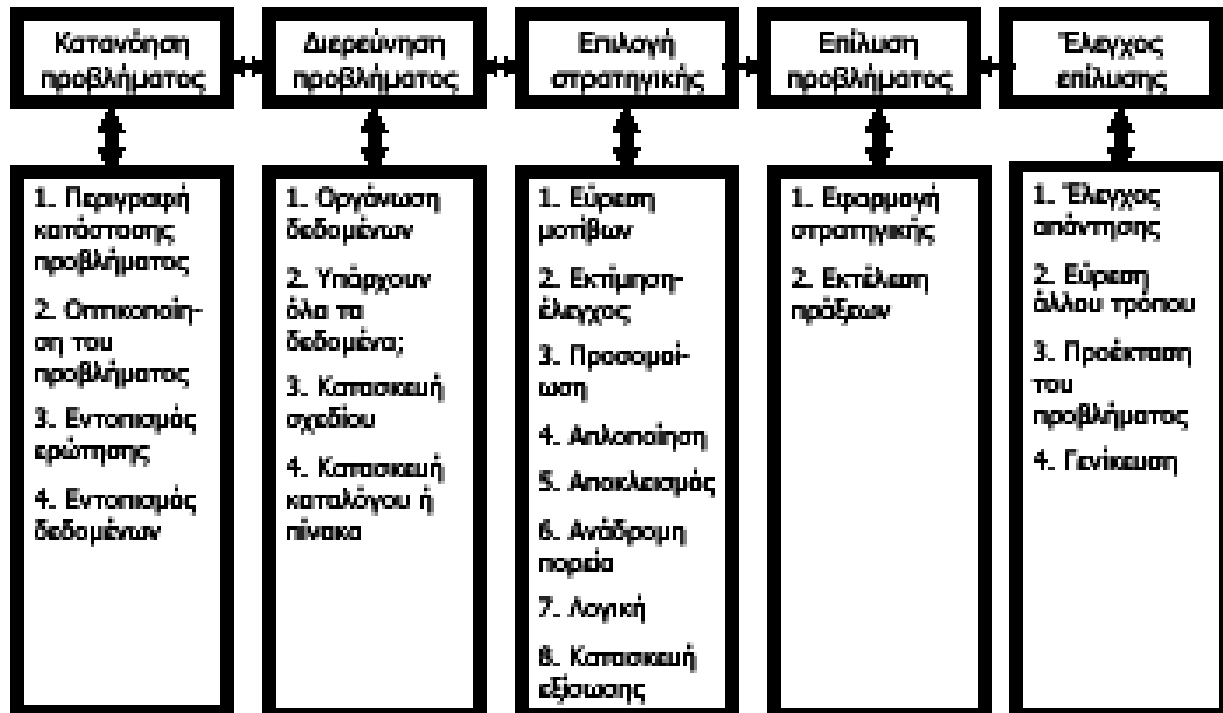 Κατανόηση
προβλήματος
Διερεύνηση
προβλήματος
Επιλογή
στρατηγικής
Επίλυση
προβλήματος
Έλεγχος
επίλυσης
1. Περιγραφή
κατάστασης
προβλήματος
2. Οπτικοποίη-
ση του
προβλήματος
3. Εντοπισμός
ερώτησης
4. Εντοπισμός
δεδομένων
1. Οργάνωση
δεδομένων
2. Υπάρχουν
όλα τα
δεδομένα;
3. Κατασκευή
σχεδίου
4. Κατασκευή
καταλόγου ή
πίνακα
1. Εύρεση
μοτίβων
2. Εκτίμηση-
έλεγχος
3. Προσομοί-
ωση
4. Απλοποίηση
5. Αποκλεισμός
6. Ανάδρομη
πορεία
7. Λογική
8. Κατασκευή
εξίσωσης
1. Εφαρμογή
στρατηγικής
2. Εκτέλεση
πράξεων
1. Έλεγχος
απάντησης
2. Εύρεση
άλλου τρόπου
3. Προέκταση
του
προβλήματος
4. Γενίκευση